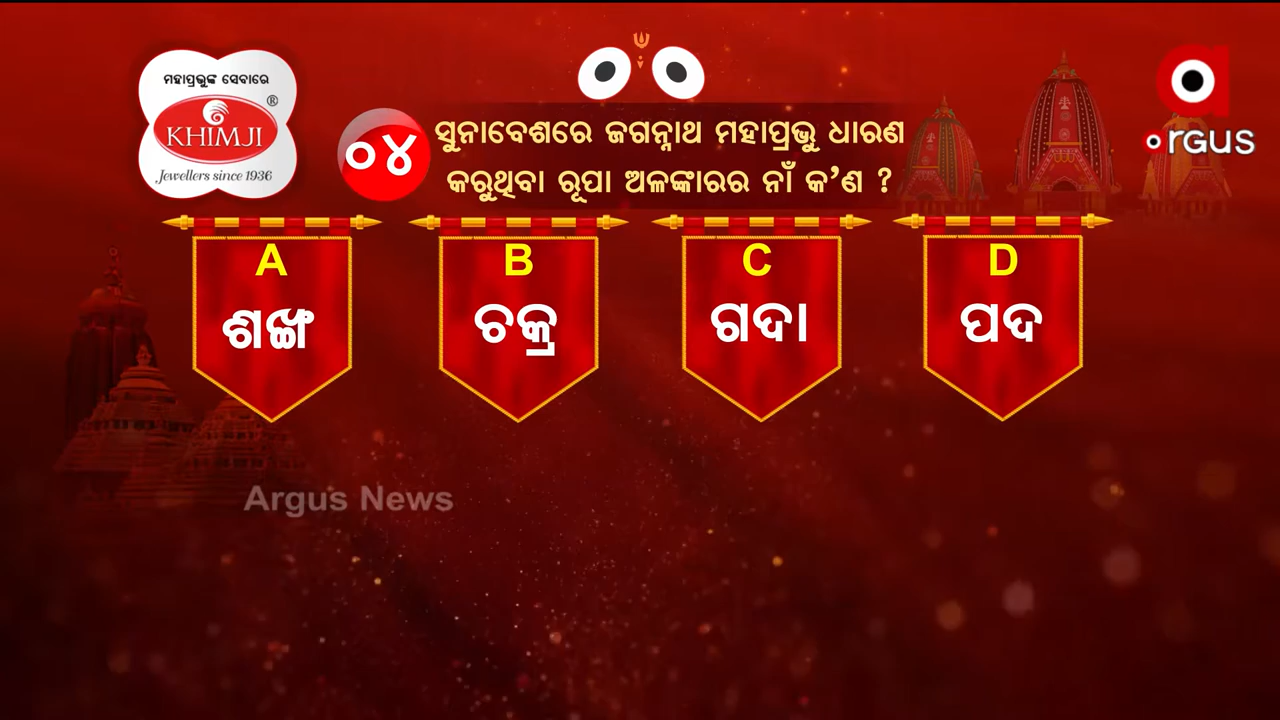 ମହାପ୍ରଭୁଙ୍କ ସେବାରେ
KHIMJI ®
Jewellers since 1936
୦୪
ସୁନାବେଶରେ ଜଗନ୍ନାଥ ମହାପ୍ରଭୁ ଧାରଣ
କରୁଥିବା ରୂପା ଅଳଙ୍କାରର ନାଁ କ'ଣ ?
argus
A
ଶଙ୍ଖ
B
ଚକ୍ର
C
ଗଦା
D
ପଦ୍ମ
Argus News